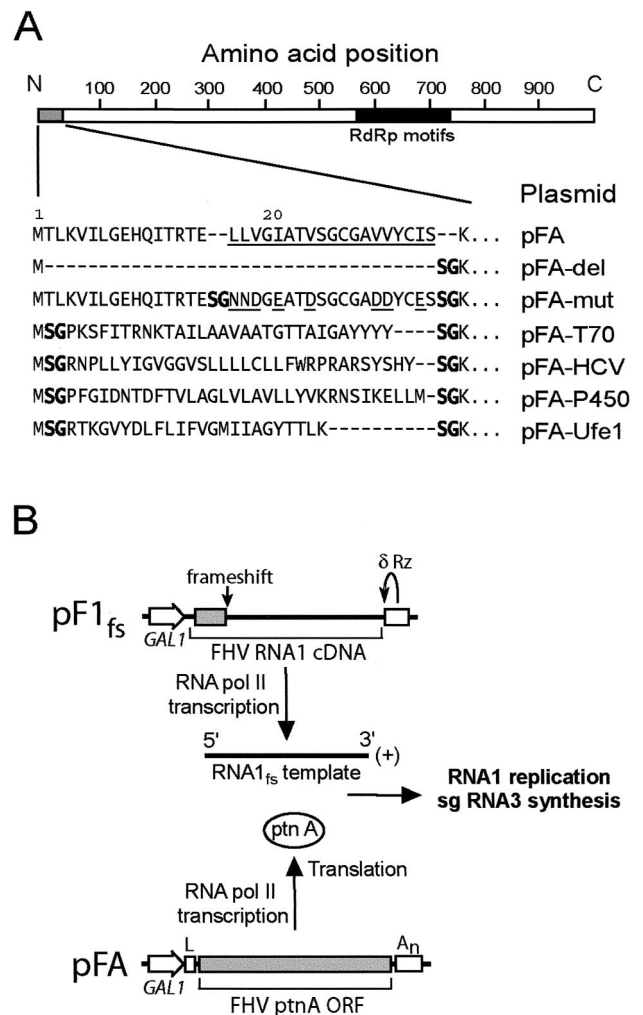 A
Amino acid position
N 100 200 300 400 500 600 700 800 900 C
RdRp motifs
Plasmid
1 20
MTLKVILGEHQITRTE--LLVGIATVSGCGAVVYCIS--K... pFA
M------------------------------------SGK... pFA-del
MTLKVILGEHQITRTESGNNDGEATDSGCGADDYCESSGK... pFA-mut
MSGPKSFITRNKTAILAAVAATGTTAIGAYYYY----SGK... pFA-T70
MSGRNPLLYIGVGGVSLLLLCLLFWRPRARSYSHY--SGK... pFA-HCV
MSGPFGIDNTDFTVLAGLVLAVLLYVKRNSIKELLM-SGK... pFA-P450
MSGRTKGVYDLFLIFVGMIIAGYTTLK----------SGK... pFA-Ufe1
B
frameshift δ Rz
pF1fs
GAL1
FHV RNA1 cDNA
RNA pol II
transcription
5' 3'
(+)
RNA1fs template
RNA1 replication
sg RNA3 synthesis
ptn A
Translation
RNA pol II
transcription
L An
pFA
GAL1
FHV ptnA ORF